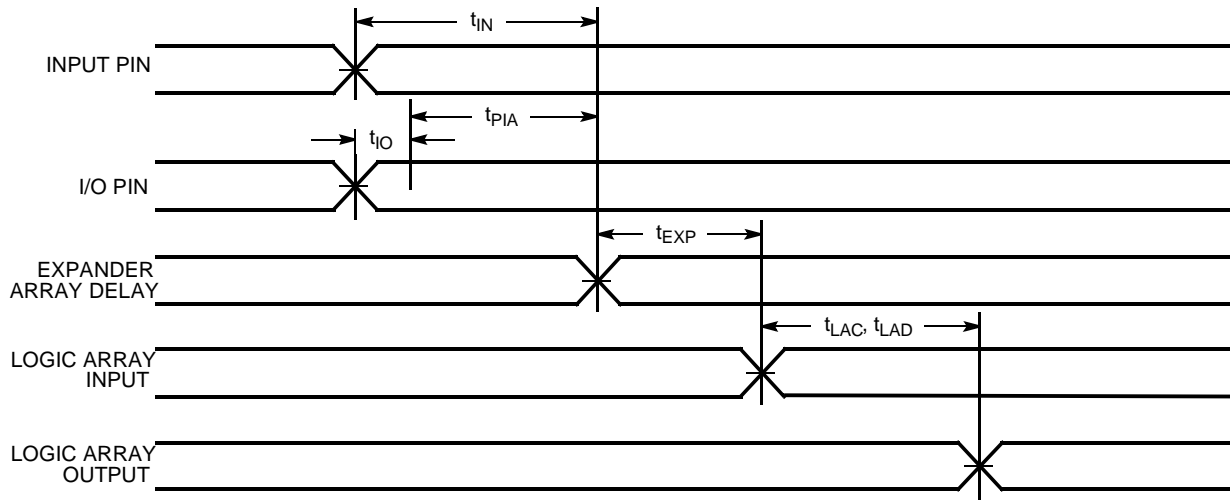 tIN
INPUT PIN
tPIA
tIO
I/O PIN
tEXP
EXPANDER
ARRAY DELAY
tLAC, tLAD
LOGIC ARRAY
INPUT
LOGIC ARRAY
OUTPUT